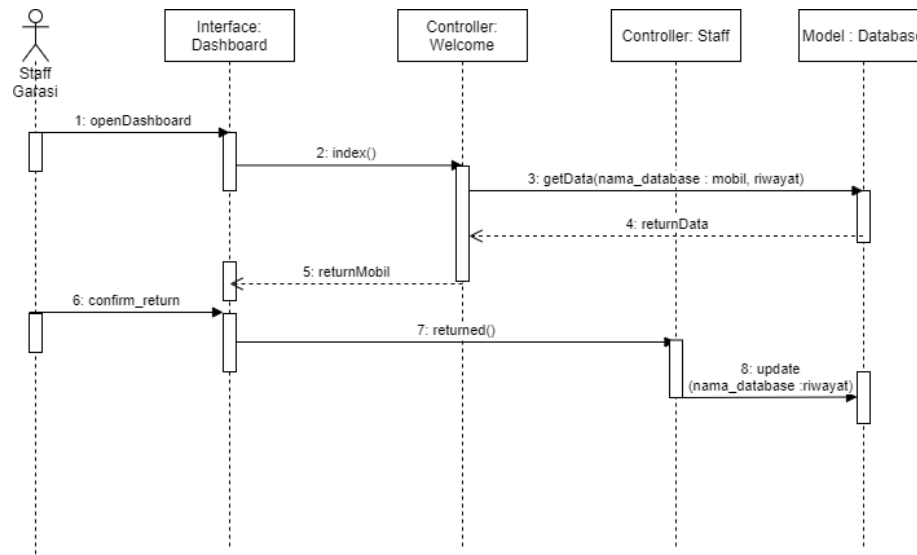 Interface:
Dashboard
Controller:
Welcome
Controller: Staff
Model : Database
Staff
Garasi
1: openDashboard
2: index()
3: getData(nama_database : mobil, riwayat)
4: returnData
5: returnMobil
6: confirm_return
7: returned()
8: update
(nama_database :riwayat)